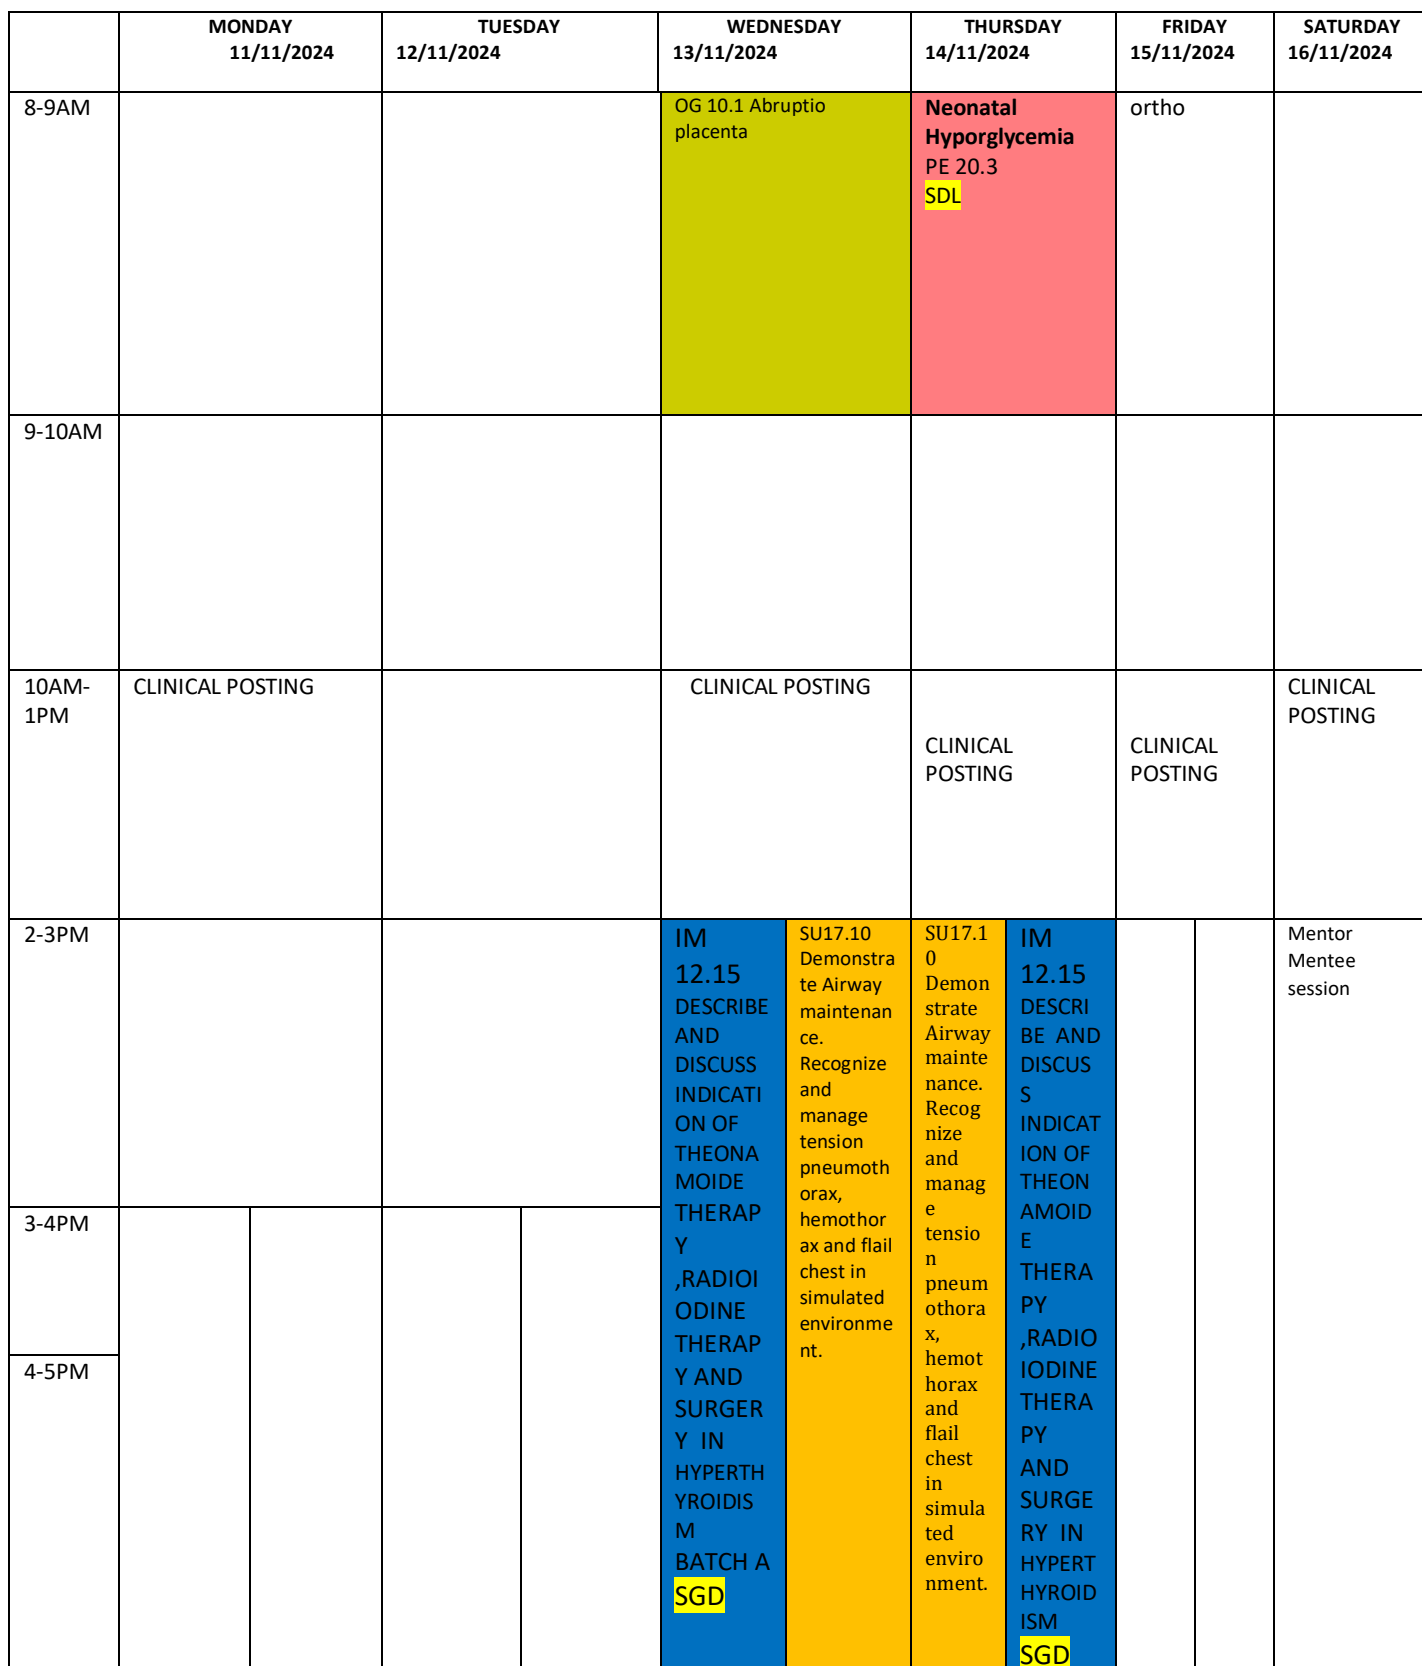 MONDAY
11/11/2024
TUESDAY
12/11/2024
WEDNESDAY
13/11/2024
THURSDAY
14/11/2024
FRIDAY
15/11/2024
SATURDAY
16/11/2024
8-9AM
OG 10.1 Abruptio
placenta
Neonatal
Hyporglycemia
PE 20.3
SDL
ortho
9-10AM
10AM-
1PM
CLINICAL POSTING
CLINICAL POSTING
CLINICAL
POSTING
CLINICAL
POSTING
CLINICAL
POSTING
2-3PM
IM
12.15
DESCRIBE
AND
DISCUSS
INDICATI
ON OF
THEONA
MOIDE
THERAP
Y
,RADIOI
ODINE
THERAP
Y AND
SURGER
Y IN
HYPERTH
YROIDIS
M
BATCH A
SGD
SU17.10
Demonstra
te Airway
maintenan
ce.
Recognize
and
manage
tension
pneumoth
orax,
hemothor
ax and flail
chest in
simulated
environme
nt.
SU17.1
0
Demon
strate
Airway
mainte
nance.
Recog
nize
and
manag
e
tensio
n
pneum
othora
x,
hemot
horax
and
flail
chest
in
simula
ted
enviro
nment.
IM
12.15
DESCRI
BE AND
DISCUS
S
INDICAT
ION OF
THEON
AMOID
E
THERA
PY
,RADIO
IODINE
THERA
PY
AND
SURGE
RY IN
HYPERT
HYROID
ISM
SGD
Mentor
Mentee
session
3-4PM
4-5PM